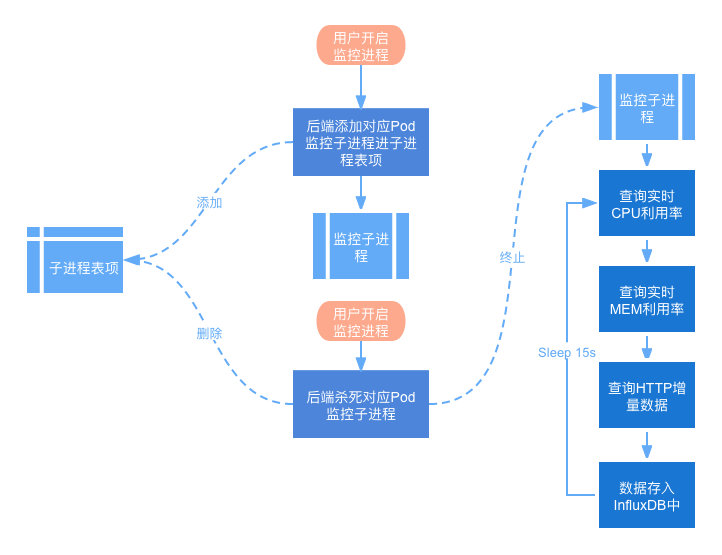 用户开启
监控进程
后端添加对应Pod
监控子进程进子进
程表项
添加
子进程表项
监控子进
程
用户开启
监控进程
删除
后端杀死对应Pod
监控子进程
终止
监控子进
程
查询实时
CPU利用率
查询实时
MEM利用率
Sleep 15s
查询HTTP增
量数据
数据存入
InfluxDB中